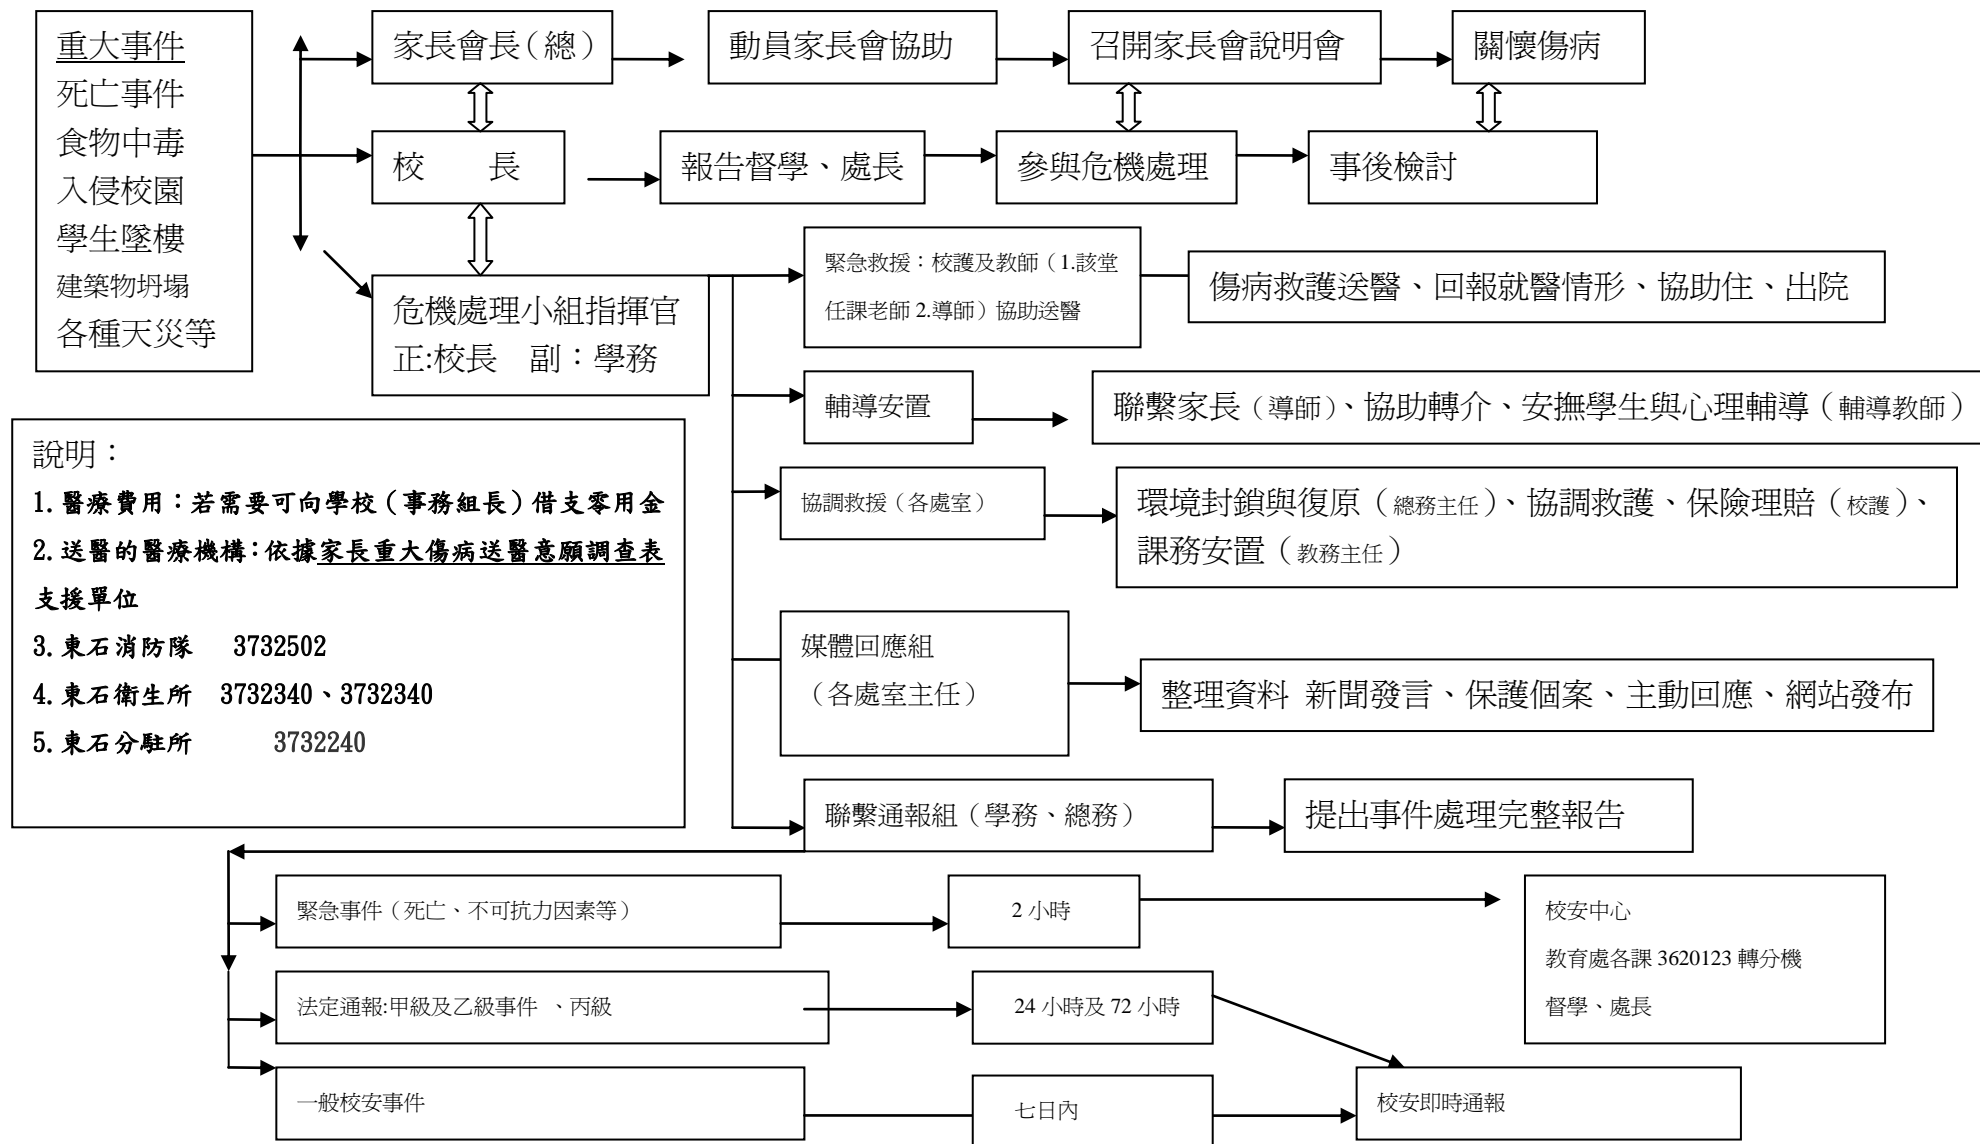 重大事件
死亡事件
食物中毒
入侵校園
學生墜樓
建築物坍塌
各種天災等
家長會長（總）
動員家長會協助
召開家長會說明會
關懷傷病
校　長
報告督學、處長
參與危機處理
事後檢討
危機處理小組指揮官
正:校長　副：學務
緊急救援：校護及教師（1.該堂
任課老師 2.導師）協助送醫
傷病救護送醫、回報就醫情形、協助住、出院
輔導安置
聯繫家長（導師）、協助轉介、安撫學生與心理輔導（輔導教師）
協調救援（各處室）
環境封鎖與復原（總務主任）、協調救護、保險理賠（校護）、
課務安置（教務主任）
媒體回應組
（各處室主任）
整理資料 新聞發言、保護個案、主動回應、網站發布
聯繫通報組（學務、總務）
提出事件處理完整報告
說明：
1.醫療費用：若需要可向學校（事務組長）借支零用金
2.送醫的醫療機構：依據家長重大傷病送醫意願調查表
支援單位
3.東石消防隊　3732502
4.東石衛生所　3732340、3732340
5.東石分駐所　3732240
緊急事件（死亡、不可抗力因素等）
2 小時
校安中心
教育處各課 3620123 轉分機
督學、處長
法定通報:甲級及乙級事件 、丙級
24 小時及 72 小時
一般校安事件
七日內
校安即時通報